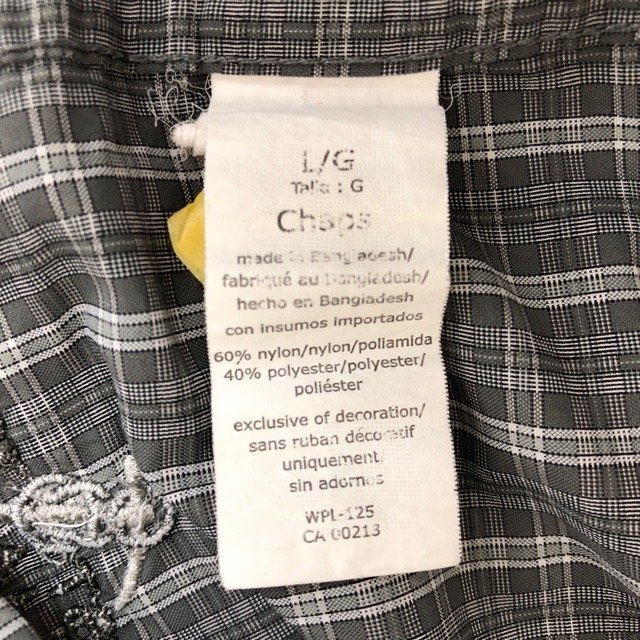 L/G
Talla : G
Chaps
made in Bangladesh/
fabriqué au Bangladesh/
hecho en Bangladesh
con insumos importados
60% nylon/nylon/poliamida
40% polyester/polyester/
poliéster
exclusive of decoration/
sans ruban décoratif
uniquement/
sin adornos
WPL-125
CA 00213